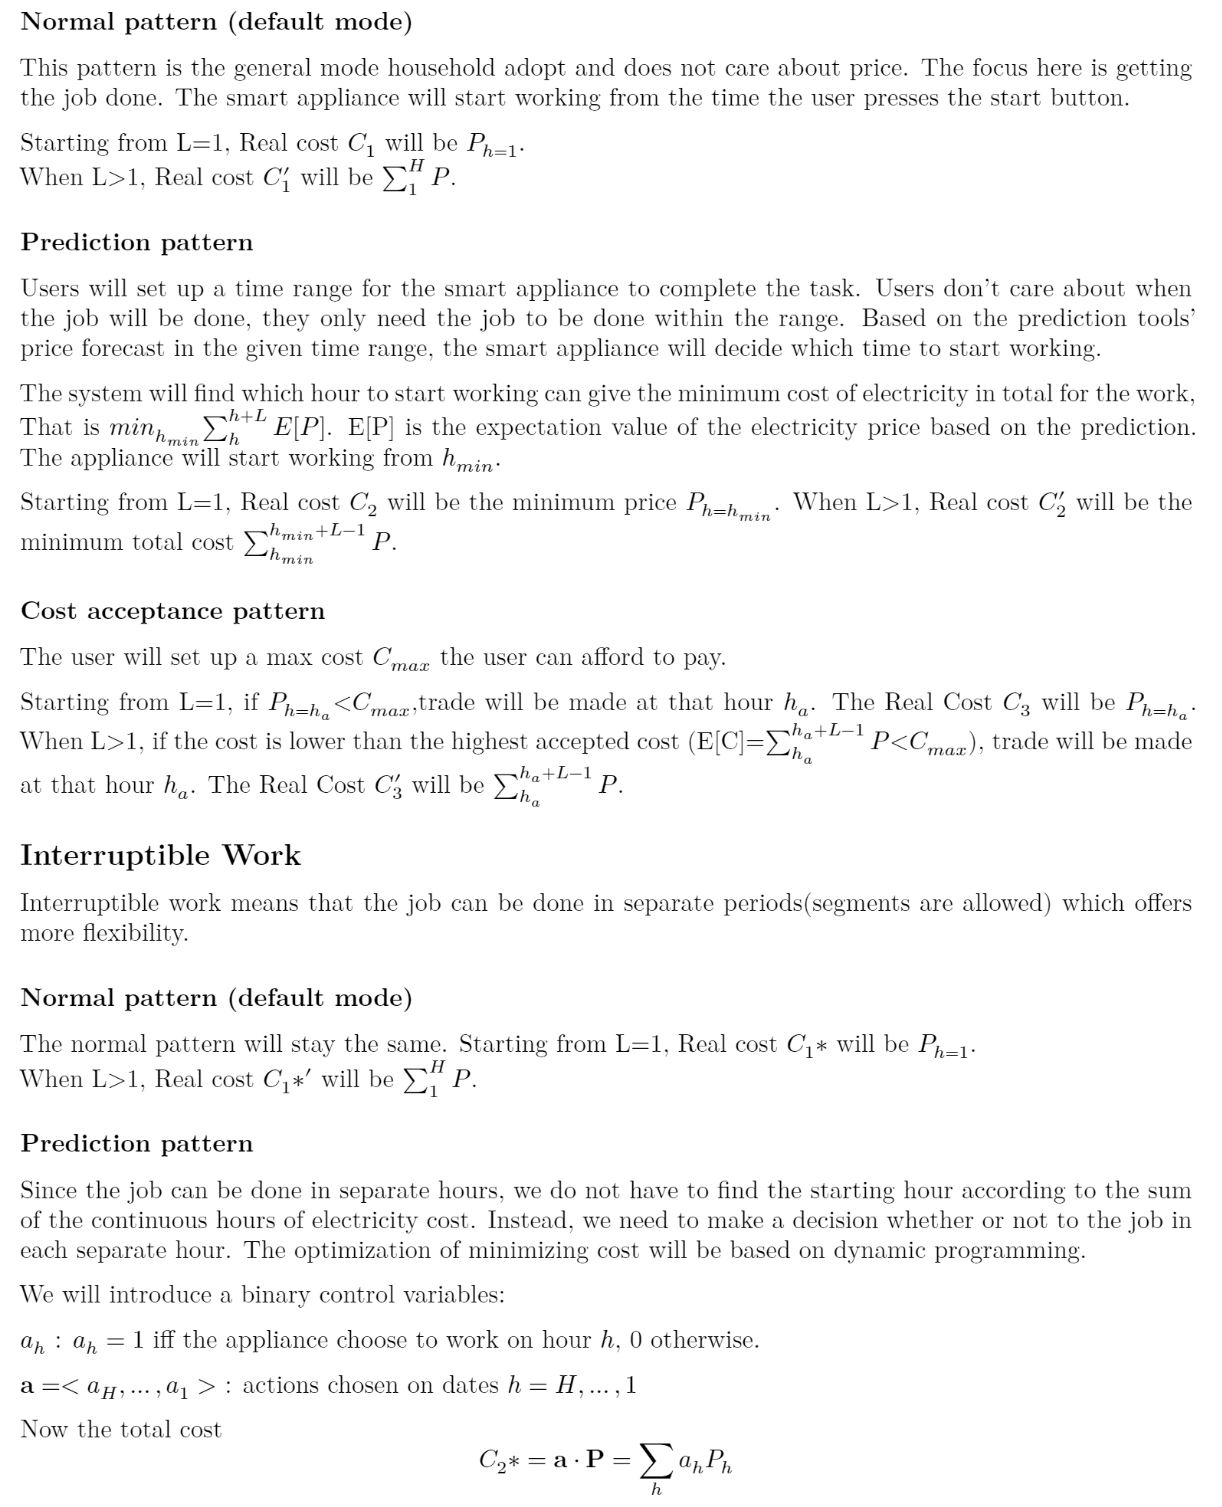 Normal pattern (default mode)
This pattern is the general mode household adopt and does not care about price. The focus here is getting
the job done. The smart appliance will start working from the time the user presses the start button.
Starting from L=1, Real cost $C_1$ will be $P_{h=1}$.
When L>1, Real cost $C_1'$ will be $\sum_1^H P$.
Prediction pattern
Users will set up a time range for the smart appliance to complete the task. Users don't care about when
the job will be done, they only need the job to be done within the range. Based on the prediction tools'
price forecast in the given time range, the smart appliance will decide which time to start working.
The system will find which hour to start working can give the minimum cost of electricity in total for the work,
That is $min_{h_{min}} \sum_h^{h+L} E[P]$. E[P] is the expectation value of the electricity price based on the prediction.
The appliance will start working from $h_{min}$.
Starting from L=1, Real cost $C_2$ will be the minimum price $P_{h=h_{min}}$. When L>1, Real cost $C_2'$ will be the
minimum total cost $\sum_{h_{min}}^{h_{min}+L-1} P$.
Cost acceptance pattern
The user will set up a max cost $C_{max}$ the user can afford to pay.
Starting from L=1, if $P_{h=h_a}$<$C_{max}$,trade will be made at that hour $h_a$. The Real Cost $C_3$ will be $P_{h=h_a}$.
When L>1, if the cost is lower than the highest accepted cost (E[C]=$\sum_{h_a}^{h_a+L-1} P$<$C_{max}$), trade will be made
at that hour $h_a$. The Real Cost $C_3'$ will be $\sum_{h_a}^{h_a+L-1} P$.
Interruptible Work
Interruptible work means that the job can be done in separate periods(segments are allowed) which offers
more flexibility.
Normal pattern (default mode)
The normal pattern will stay the same. Starting from L=1, Real cost $C_1*$ will be $P_{h=1}$.
When L>1, Real cost $C_1*'$ will be $\sum_1^H P$.
Prediction pattern
Since the job can be done in separate hours, we do not have to find the starting hour according to the sum
of the continuous hours of electricity cost. Instead, we need to make a decision whether or not to the job in
each separate hour. The optimization of minimizing cost will be based on dynamic programming.
We will introduce a binary control variables:
$a_h : a_h = 1$ iff the appliance choose to work on hour $h$, 0 otherwise.
$\mathbf{a} =< a_H, ... , a_1 >$: actions chosen on dates $h = H, ... , 1$
Now the total cost
$C_2* = \mathbf{a} \cdot \mathbf{P} = \sum_h a_h P_h$